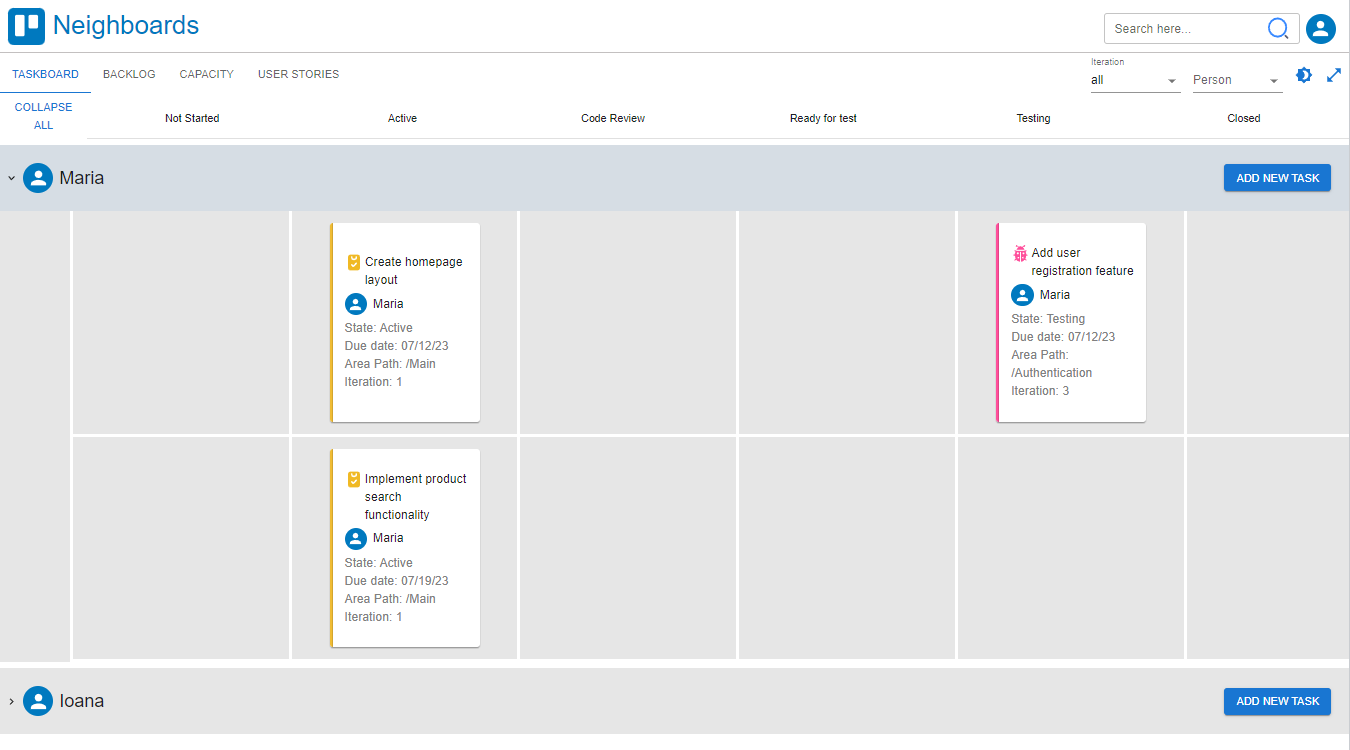 Neighboards
Search here...
TASKBOARD BACKLOG CAPACITY USER STORIES
Iteration
all
Person
COLLAPSE
ALL
Not Started Active Code Review Ready for test Testing Closed
Maria
ADD NEW TASK
Create homepage
layout
Maria
State: Active
Due date: 07/12/23
Area Path: /Main
Iteration: 1
Add user
registration feature
Maria
State: Testing
Due date: 07/12/23
Area Path:
/Authentication
Iteration: 3
Implement product
search
functionality
Maria
State: Active
Due date: 07/19/23
Area Path: /Main
Iteration: 1
Ioana
ADD NEW TASK